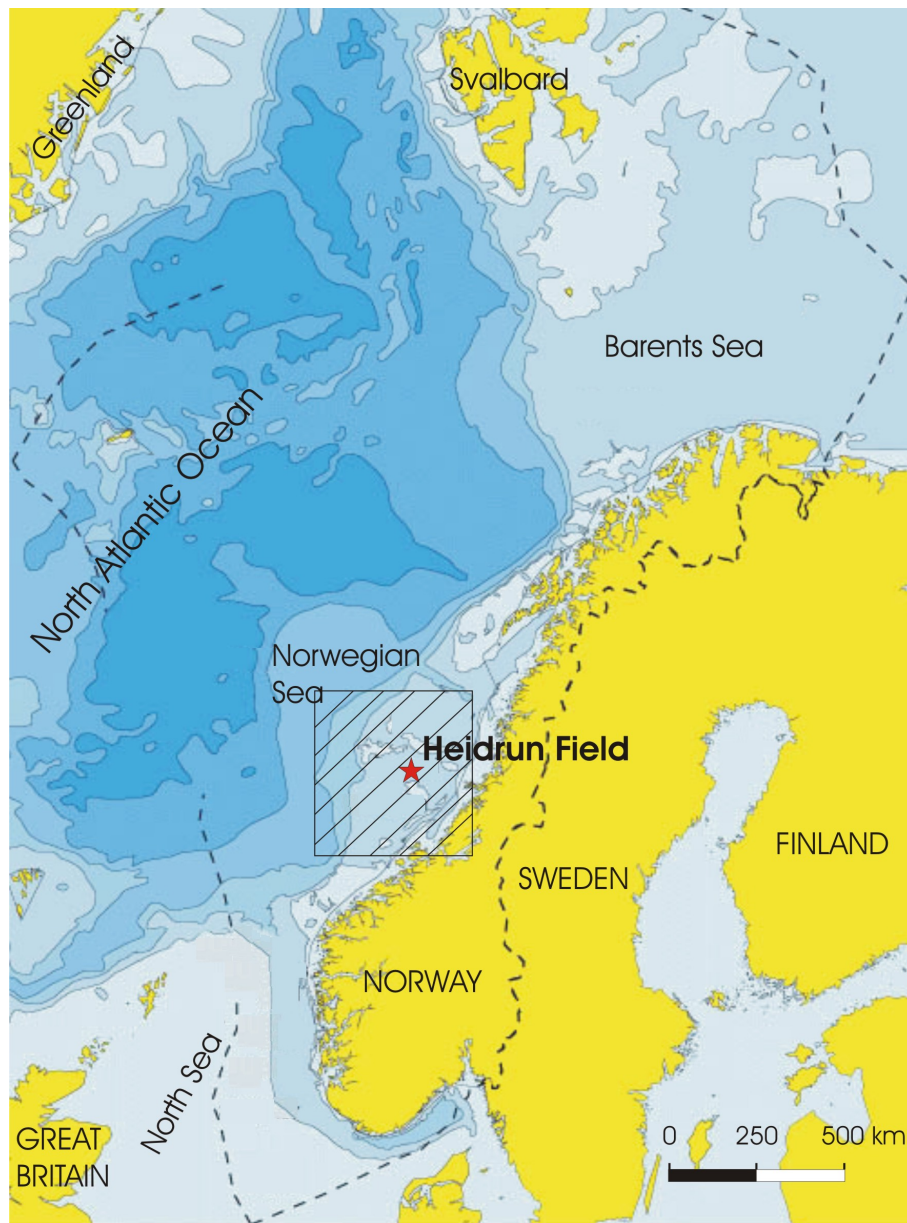 Greenland
Svalbard
Barents Sea
North Atlantic Ocean
Norwegian
Sea
Heidrun Field
FINLAND
SWEDEN
NORWAY
North Sea
GREAT
BRITAIN
0 250 500 km